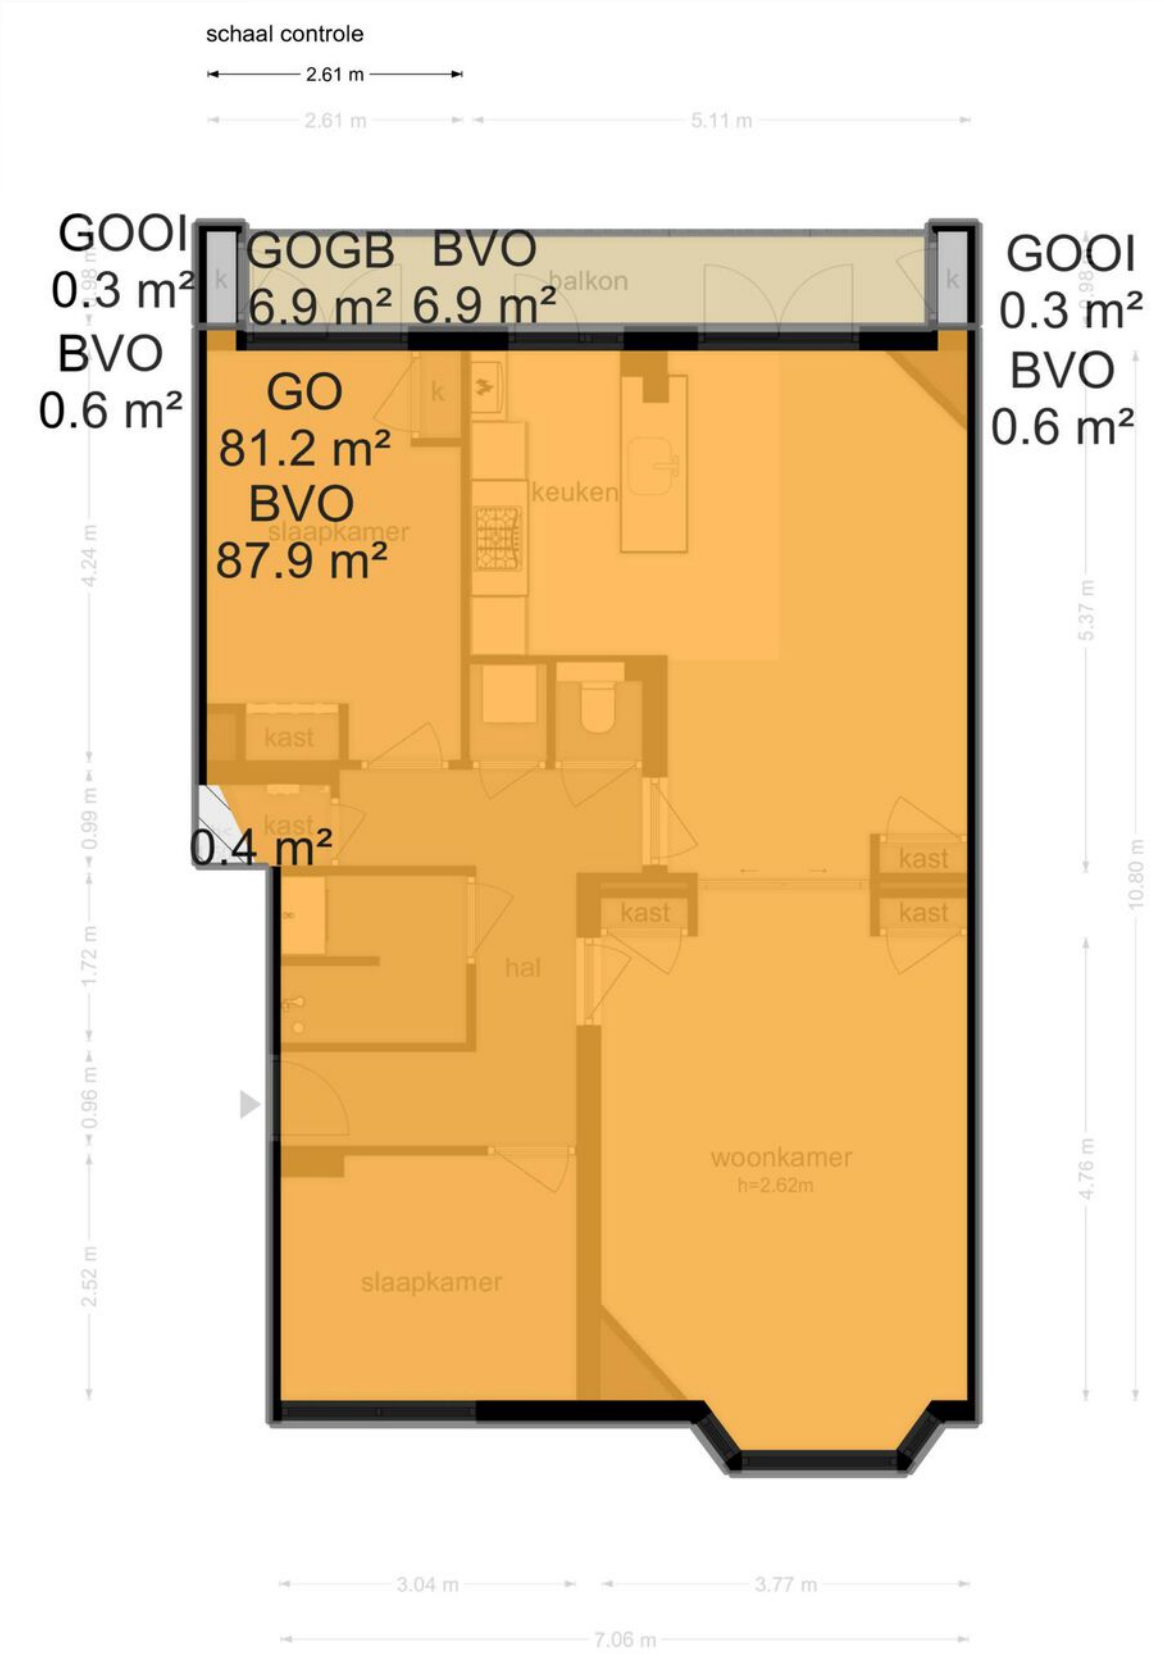 schaal controle
2.61 m
2.61 m
5.11 m
GOOI
0.3 m²
BVO
0.6 m²
GOGB BVO
6.9 m² 6.9 m²
balkon
k
k
GOOI
0.3 m²
BVO
0.6 m²
0.98 m
GO
81.2 m²
BVO
87.9 m²
slaapkamer
k
keuken
4.24 m
5.37 m
kast
kast
0.4 m²
0.99 m
kast
kast
kast
10.80 m
1.72 m
hal
0.96 m
woonkamer
h=2.62m
4.76 m
slaapkamer
2.52 m
3.04 m
3.77 m
7.06 m